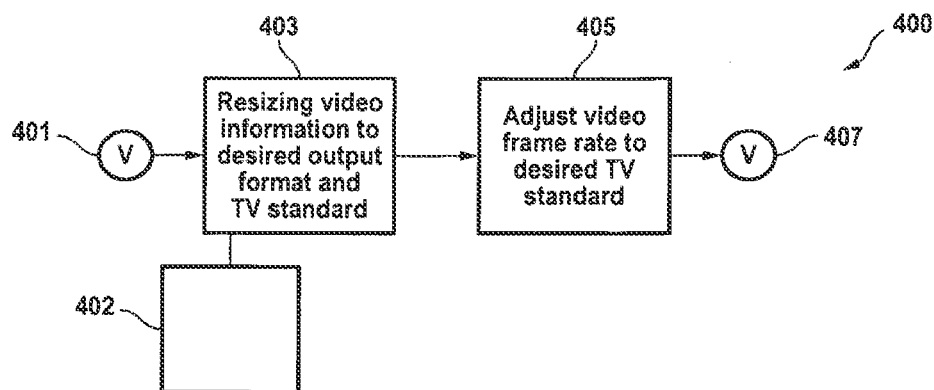 403
405
400
401
V
Resizing video
information to
desired output
format and
TV standard
Adjust video
frame rate to
desired TV
standard
V
407
402